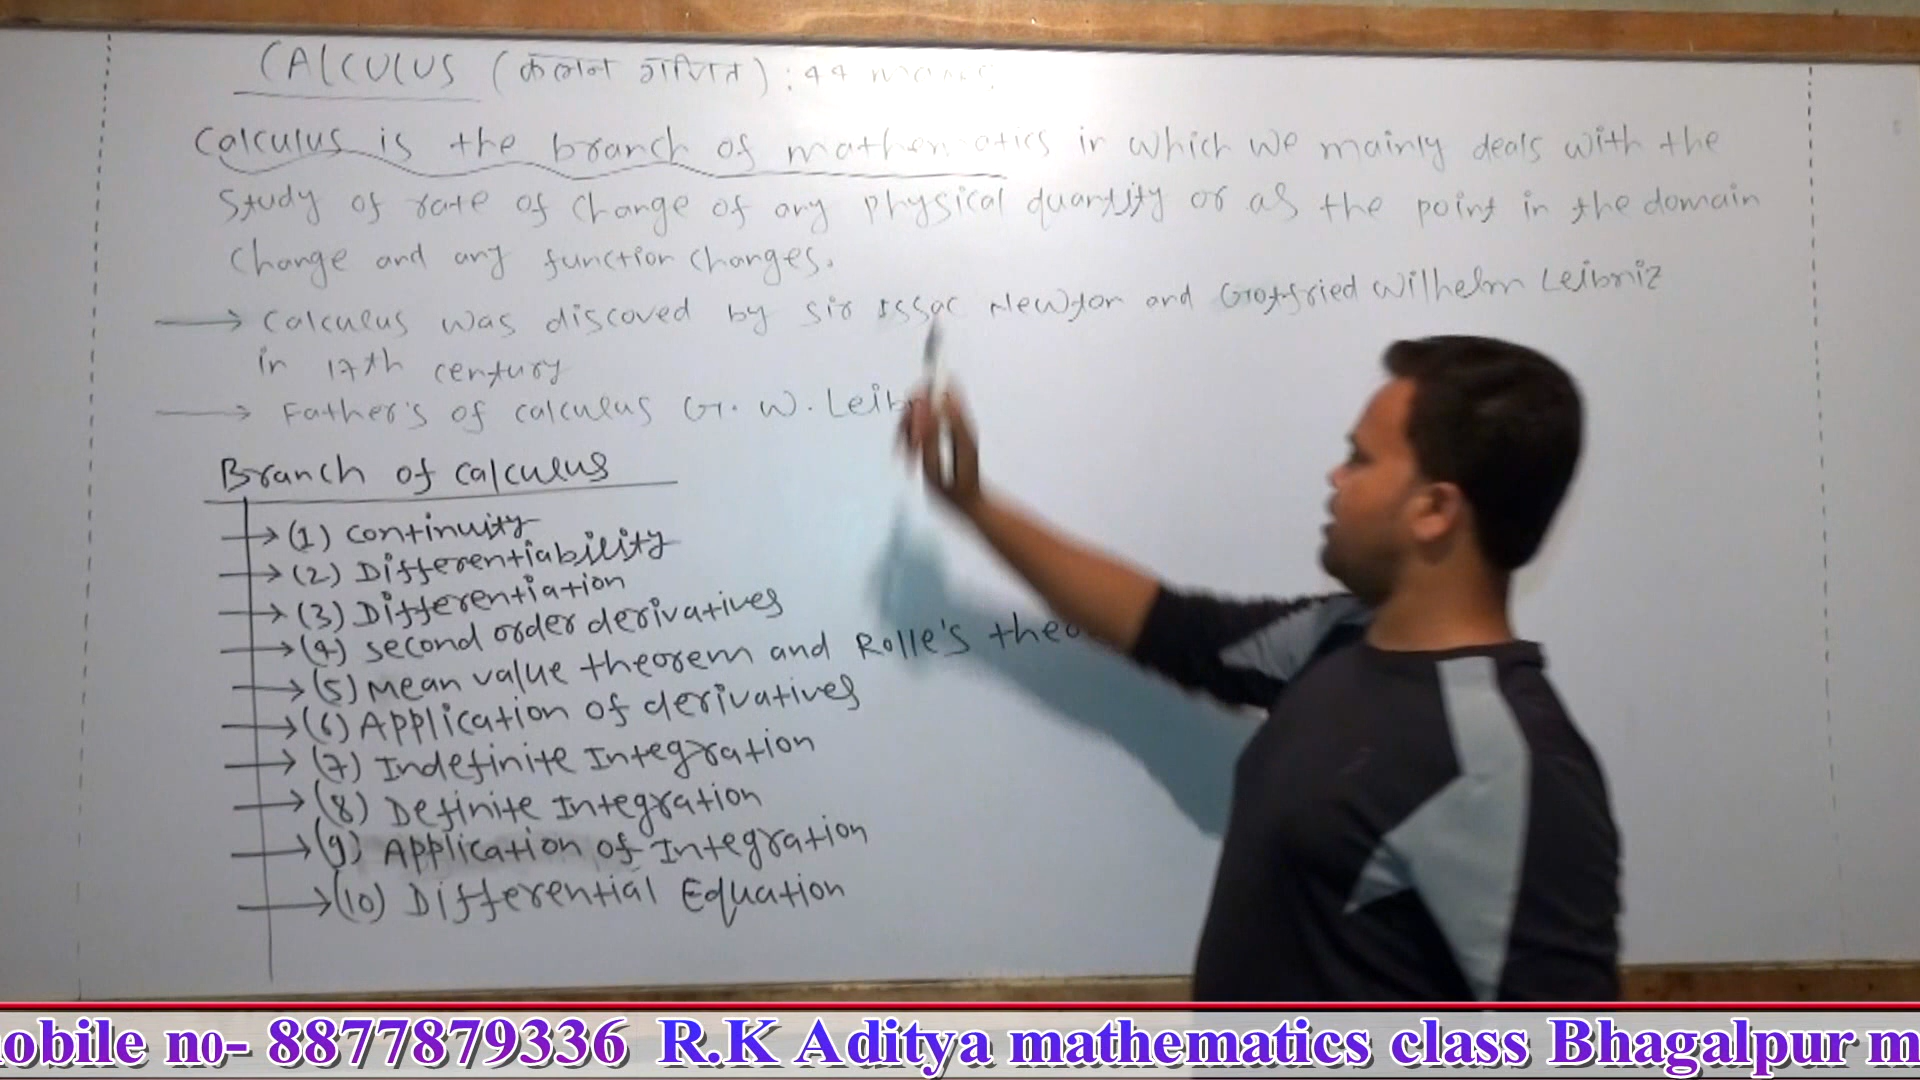 CALCULUS (कलन गणित) : 44 marks
Calculus is the branch of mathematics in which we mainly deals with the
study of rate of change of any physical quantity or as the point in the domain
change and any function changes.
→ Calculus was discoved by sir Issac Newton and Gottfried Wilhelm Leibniz
in 17th century
→ Father's of calculus G. W. Leib
Branch of calculus
→ (1) continuity
→ (2) Differentiability
→ (3) Differentiation
→ (4) second order derivatives
→ (5) Mean value theorem and Rolle's theo
→ (6) Application of derivatives
→ (7) Indefinite Integration
→ (8) Definite Integration
→ (9) Application of Integration
→ (10) Differential Equation
obile no- 8877879336 R.K Aditya mathematics class Bhagalpur m